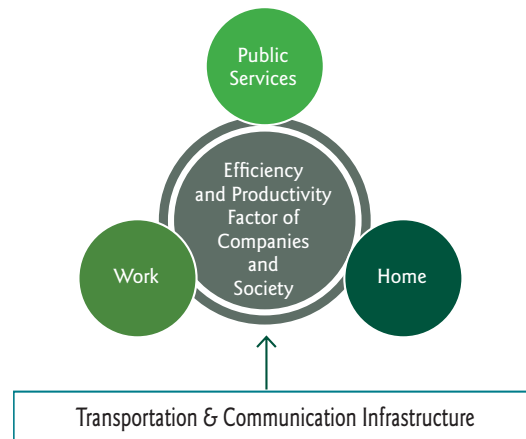 Public
Services
Efficiency
and Productivity
Factor of
Companies
and
Society
Work
Home
Transportation & Communication Infrastructure